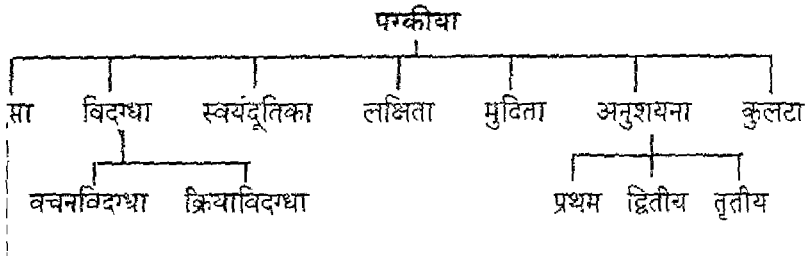 परकीया
प्ता विदग्धा स्वयंदूतिका लक्षिता मुदिता अनुशयना कुलटा
वचनविदग्धा क्रियाविदग्धा प्रथम द्वितीय तृतीय